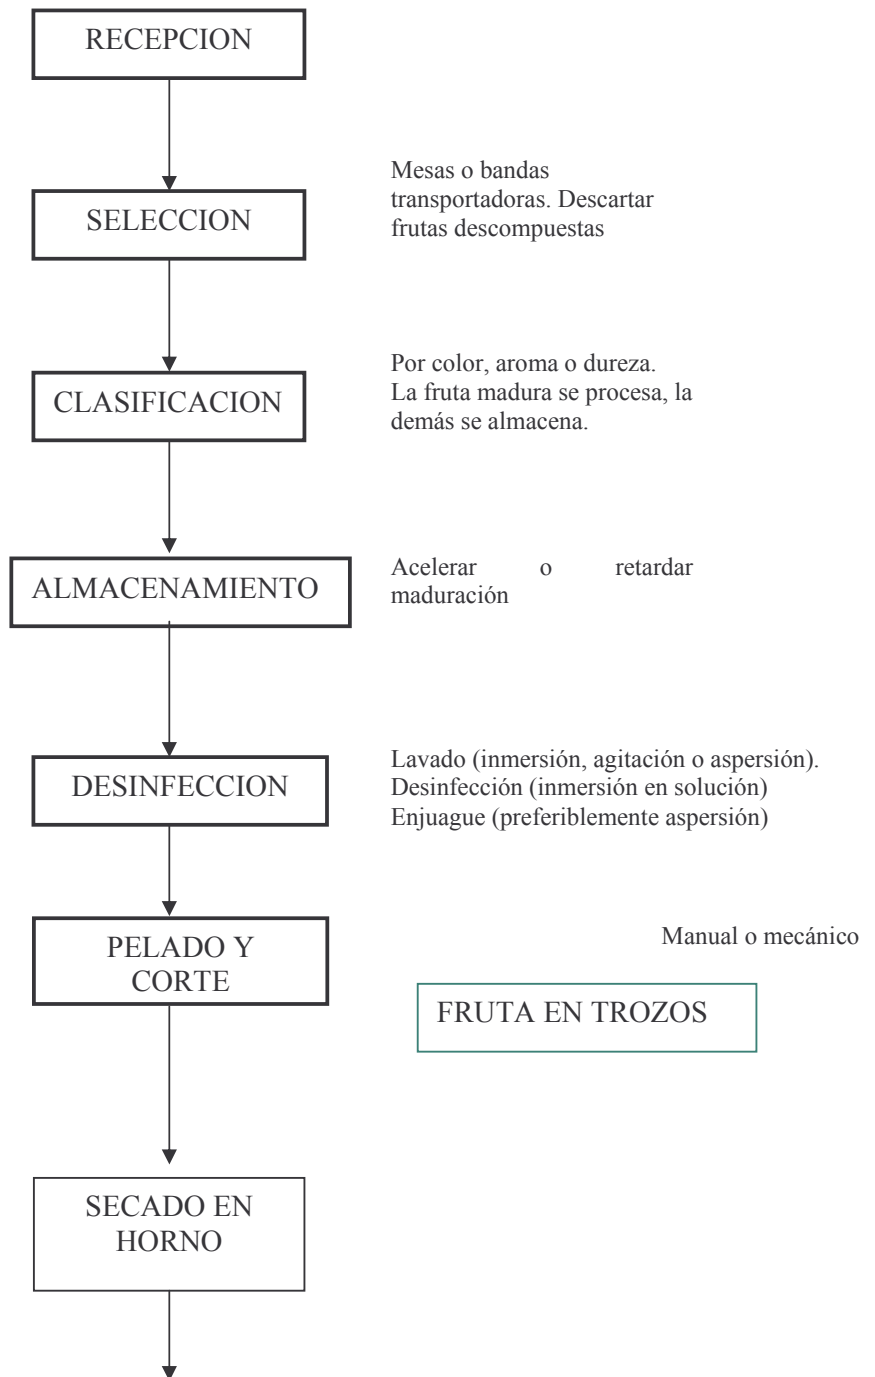 RECEPCION
Mesas o bandas
transportadoras. Descartar
frutas descompuestas
SELECCION
Por color, aroma o dureza.
La fruta madura se procesa, la
demás se almacena.
CLASIFICACION
Acelerar o retardar
maduración
ALMACENAMIENTO
Lavado (inmersión, agitación o aspersión).
Desinfección (inmersión en solución)
Enjuague (preferiblemente aspersión)
DESINFECCION
Manual o mecánico
PELADO Y
CORTE
FRUTA EN TROZOS
SECADO EN
HORNO